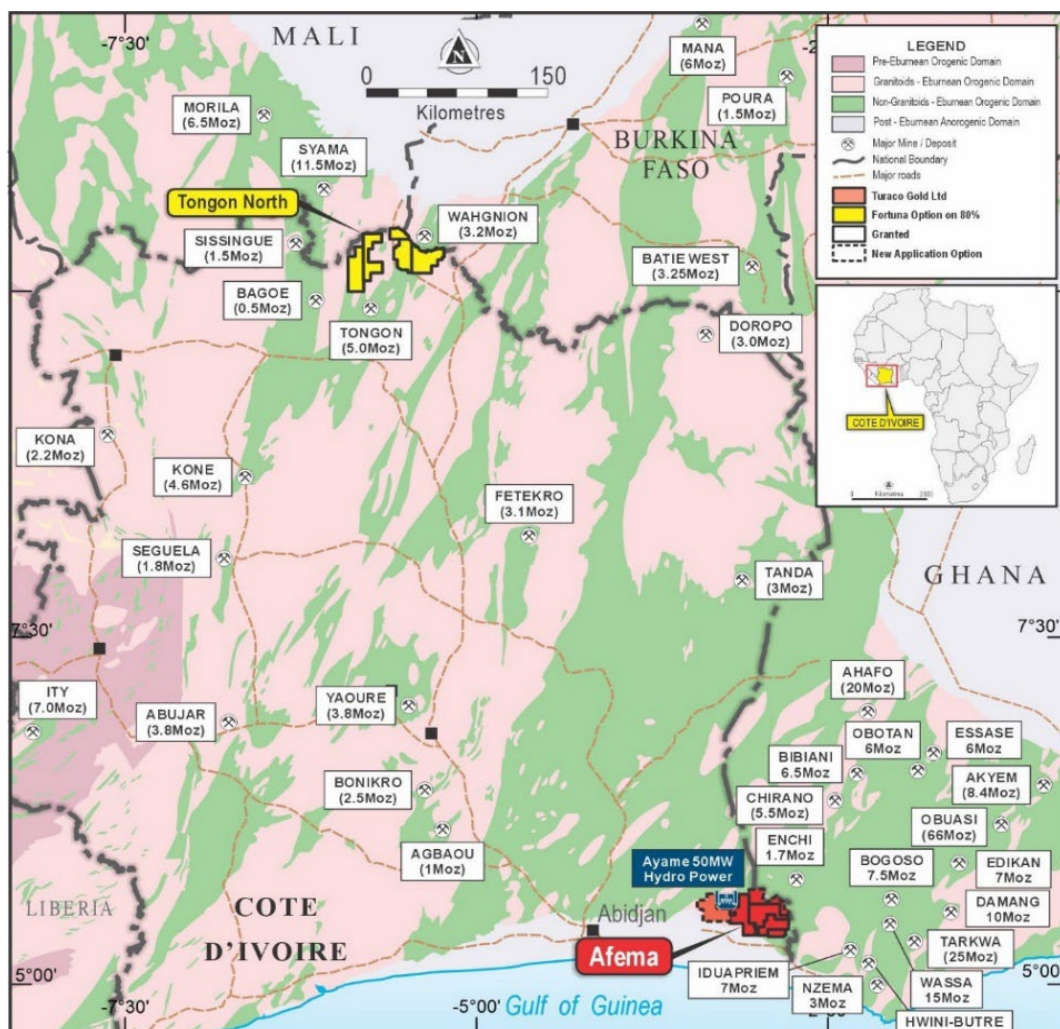 -7°30'
MALI
N
0
150
Kilometres
MANA
(6Moz)
POURA
(1.5Moz)
BURKINA
FASO
MORILA
(6.5Moz)
SYAMA
(11.5Moz)
Tongon North
WAHGNION
(3.2Moz)
SISSINGUE
(1.5Moz)
BATIE WEST
(3.25Moz)
BAGOE
(0.5Moz)
TONGON
(5.0Moz)
DOROPO
(3.0Moz)
LEGEND
Pre-Eburnean Orogenic Domain
Granitoids - Eburnean Orogenic Domain
Non-Granitoids - Eburnean Orogenic Domain
Post - Eburnean Anorogenic Domain
Major Mine / Deposit
National Boundary
Major roads
Turaco Gold Ltd
Fortuna Option on 80%
Granted
New Application Option
COTE D'IVOIRE
Kilometres
0
KONA
(2.2Moz)
KONE
(4.6Moz)
FETEKRO
(3.1Moz)
SEGUELA
(1.8Moz)
TANDA
(3Moz)
GHANA
7°30'
7°30'
ITY
(7.0Moz)
ABUJAR
(3.8Moz)
YAOURE
(3.8Moz)
BONIKRO
(2.5Moz)
AGBAOU
(1Moz)
AHAFO
(20Moz)
OBOTAN
6Moz
ESSASE
6Moz
BIBIANI
6.5Moz
AKYEM
(8.4Moz)
CHIRANO
(5.5Moz)
OBUASI
(66Moz)
ENCHI
1.7Moz
BOGOSO
7.5Moz
EDIKAN
7Moz
Ayame 50MW
Hydro Power
DAMANG
10Moz
LIBERIA
COTE
D'IVOIRE
Abidjan
Afema
TARKWA
(25Moz)
IDUAPRIEM
7Moz
NZEMA
3Moz
WASSA
15Moz
HWINI-BUTRE
5°00'
5°00'
-7°30'
-5°00'
Gulf of Guinea